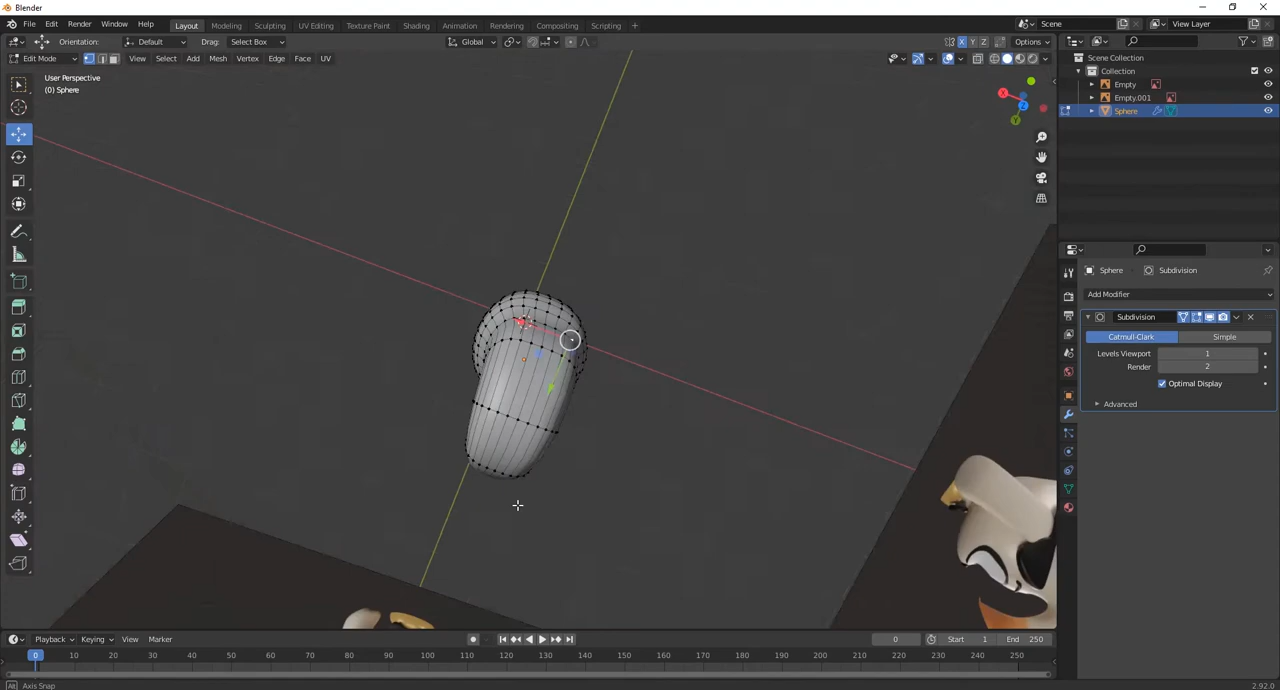 Blender
File Edit Render Window Help
Layout Modeling Sculpting UV Editing Texture Paint Shading Animation Rendering Compositing Scripting +
Scene
View Layer
Orientation: Default Drag: Select Box
Global
X Y Z
Options
Edit Mode View Select Add Mesh Vertex Edge Face UV
User Perspective
(0) Sphere
X
Y
Z
Scene Collection
Collection
Empty
Empty.001
Sphere
Sphere Subdivision
Add Modifier
Subdivision
Catmull-Clark Simple
Levels Viewport 1
Render 2
Optimal Display
Advanced
Playback Keying View Marker
0 Start 1 End 250
0 10 20 30 40 50 60 70 80 90 100 110 120 130 140 150 160 170 180 190 200 210 220 230 240 250
Alt Axis Snap
2.92.0